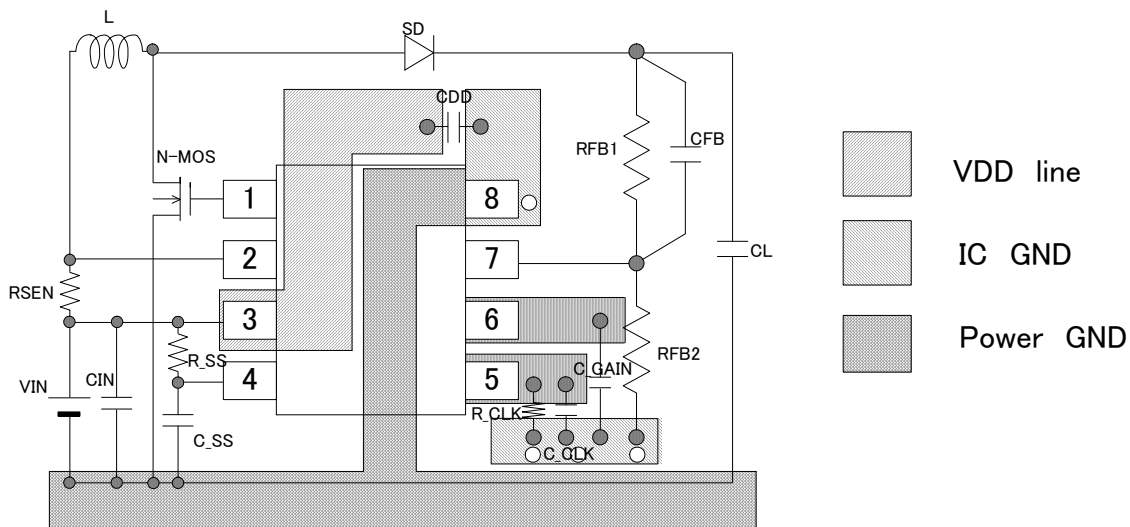 L
SD
CDD
N-MOS
RFB1
CFB
VDD line
1
8
2
7
CL
IC GND
RSEN
3
6
R_SS
RFB2
Power GND
VIN
CIN
4
5
C_GAIN
R_CLK
C_SS
C_CLK